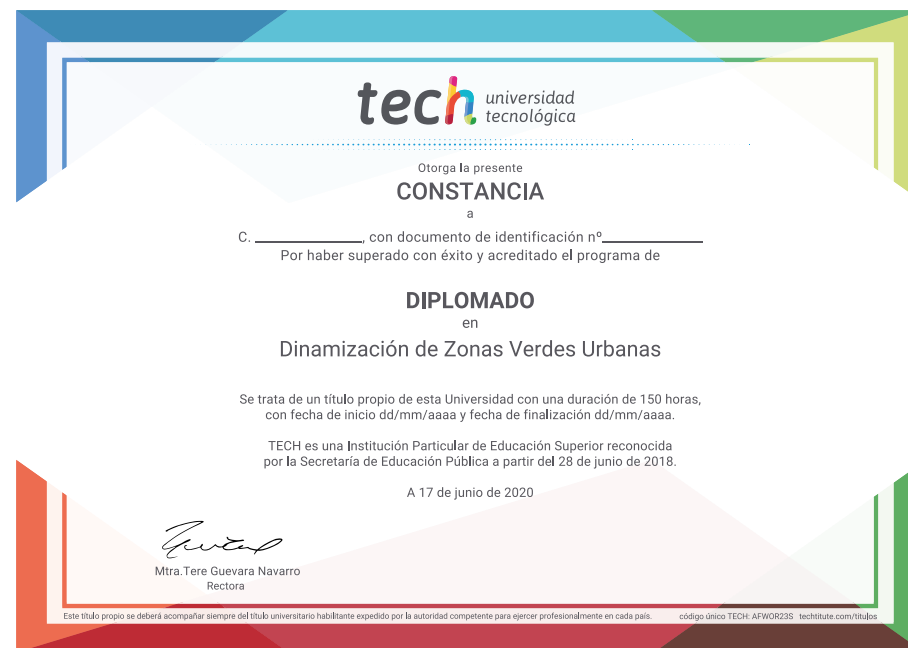 tech universidad
tecnológica
Otorga la presente
CONSTANCIA
a
C. ____________, con documento de identificación nº____________
Por haber superado con éxito y acreditado el programa de
DIPLOMADO
en
Dinamización de Zonas Verdes Urbanas
Se trata de un título propio de esta Universidad con una duración de 150 horas,
con fecha de inicio dd/mm/aaaa y fecha de finalización dd/mm/aaaa.
TECH es una Institución Particular de Educación Superior reconocida
por la Secretaría de Educación Pública a partir del 28 de junio de 2018.
A 17 de junio de 2020
Mtra.Tere Guevara Navarro
Rectora
Este título propio se deberá acompañar siempre del título universitario habilitante expedido por la autoridad competente para ejercer profesionalmente en cada país. código único TECH: AFWOR23S techtitute.com/titulos